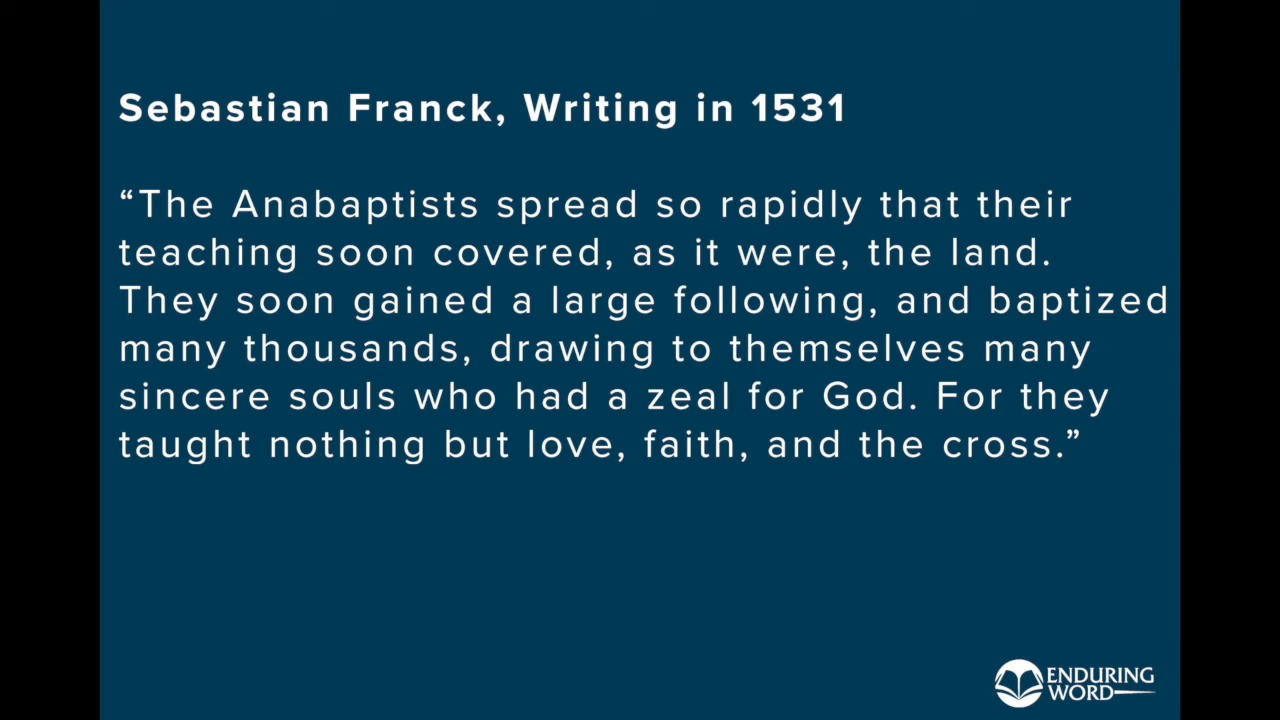 Sebastian Franck, Writing in 1531
“The Anabaptists spread so rapidly that their
teaching soon covered, as it were, the land.
They soon gained a large following, and baptized
many thousands, drawing to themselves many
sincere souls who had a zeal for God. For they
taught nothing but love, faith, and the cross.”
ENDURING
WORD